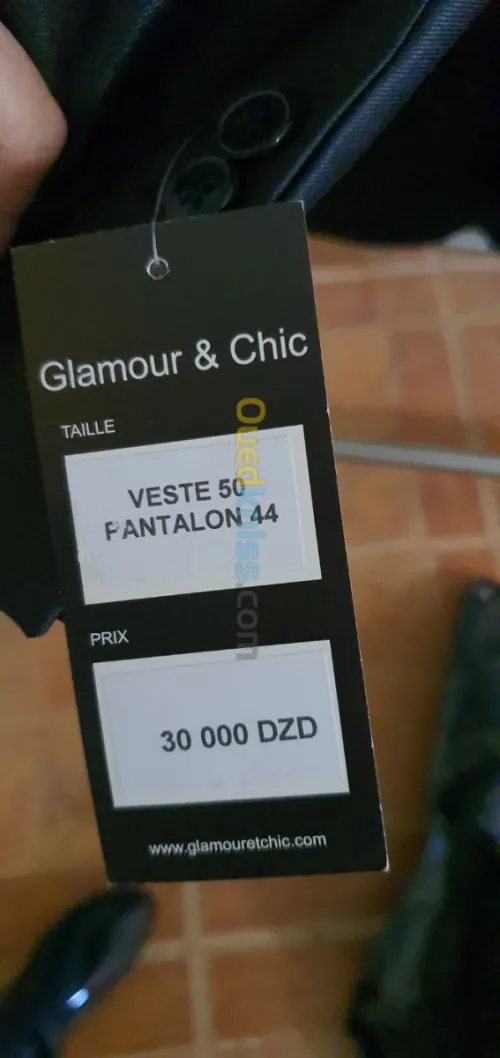 Glamour & Chic
TAILLE
VESTE 50
PANTALON 44
PRIX
30 000 DZD
www.glamouretchic.com
Ouedkniss.com